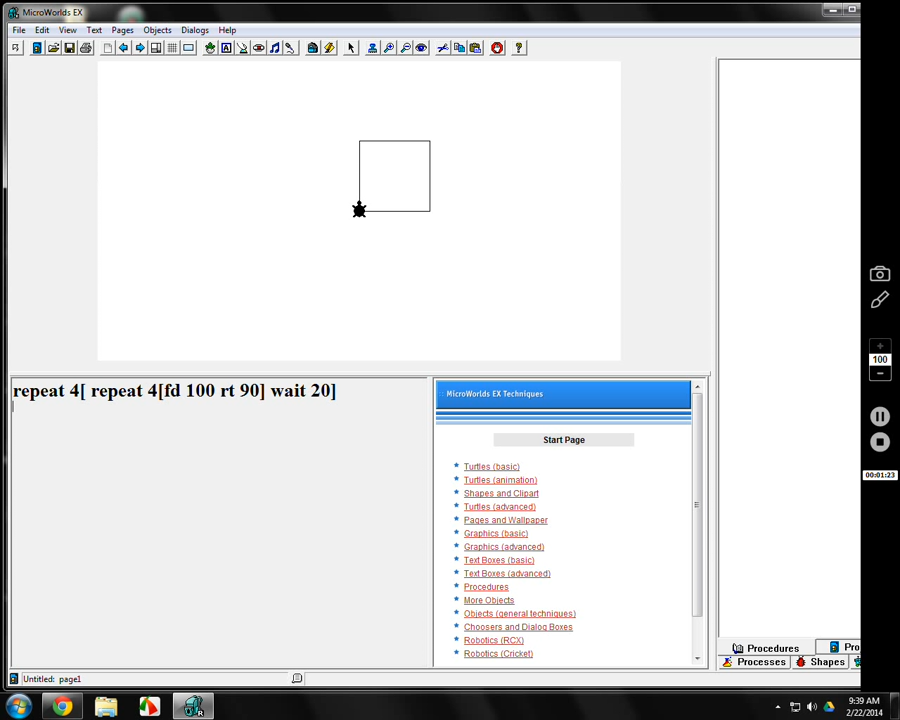 MicroWorlds EX
File Edit View Text Pages Objects Dialogs Help
repeat 4[ repeat 4[fd 100 rt 90] wait 20]
:: MicroWorlds EX Techniques
Start Page
Turtles (basic)
Turtles (animation)
Shapes and Clipart
Turtles (advanced)
Pages and Wallpaper
Graphics (basic)
Graphics (advanced)
Text Boxes (basic)
Text Boxes (advanced)
Procedures
More Objects
Objects (general techniques)
Choosers and Dialog Boxes
Robotics (RCX)
Robotics (Cricket)
Procedures Pro
Processes Shapes
Untitled: page1
100
00:01:23
9:39 AM
2/22/2014